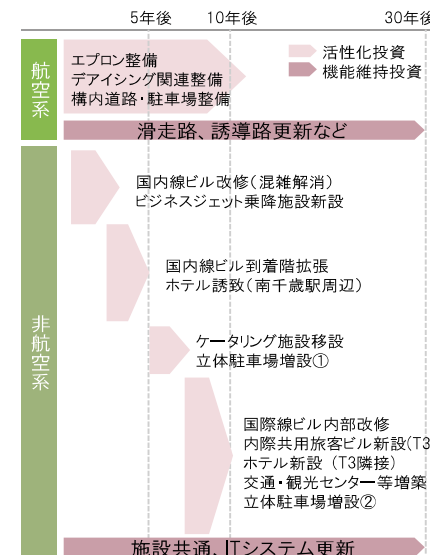 5年後 10年後 30年後
航空系
エプロン整備
デアイシング関連整備
構内道路・駐車場整備
活性化投資
機能維持投資
滑走路、誘導路更新など
非航空系
国内線ビル改修（混雑解消）
ビジネスジェット乗降施設新設
国内線ビル到着階拡張
ホテル誘致（南千歳駅周辺）
ケータリング施設移設
立体駐車場増設①
国際線ビル内部改修
内際共用旅客ビル新設(T3
ホテル新設（T3隣接）
交通・観光センター等増築
立体駐車場増設②
施設共通、ITシステム更新